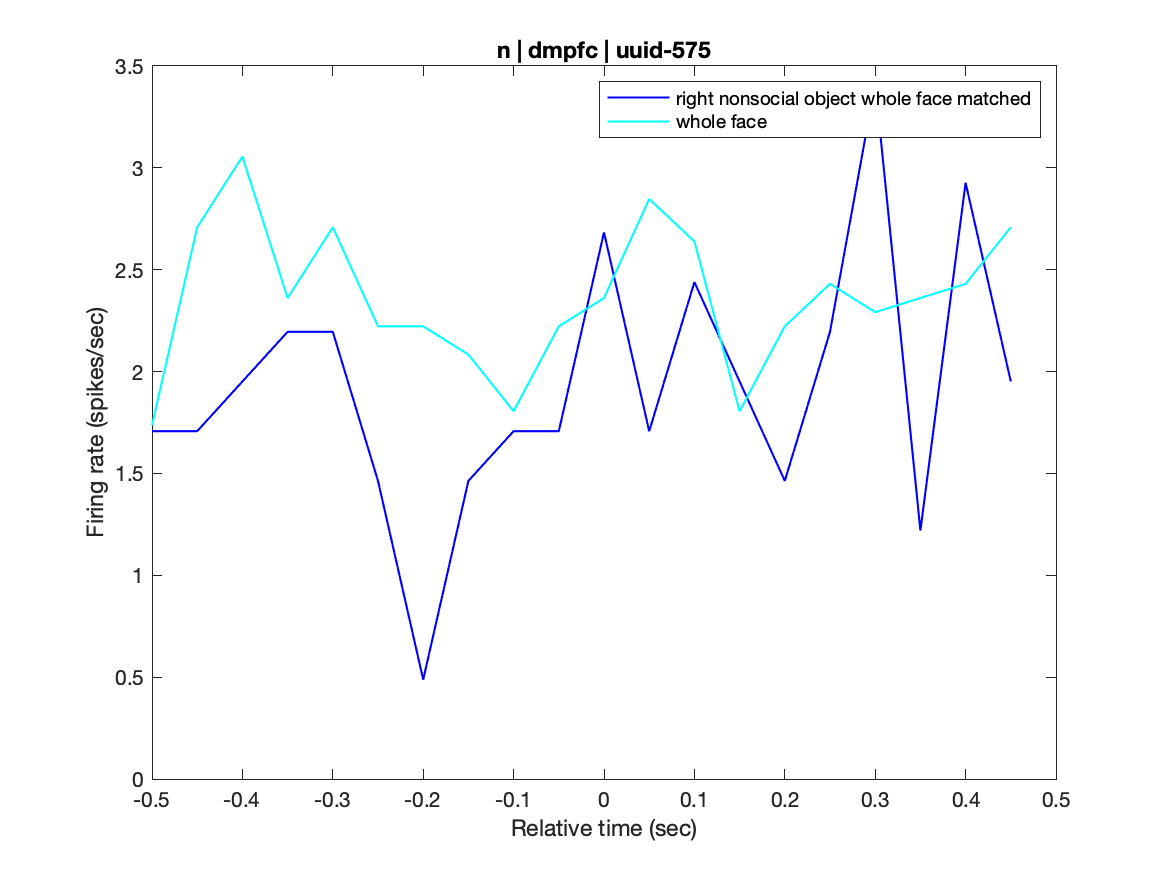 n | dmpfc | uuid-575
3.5
right nonsocial object whole face matched
whole face
3
2.5
2
1.5
1
0.5
0
Firing rate (spikes/sec)
-0.5 -0.4 -0.3 -0.2 -0.1 0 0.1 0.2 0.3 0.4 0.5
Relative time (sec)